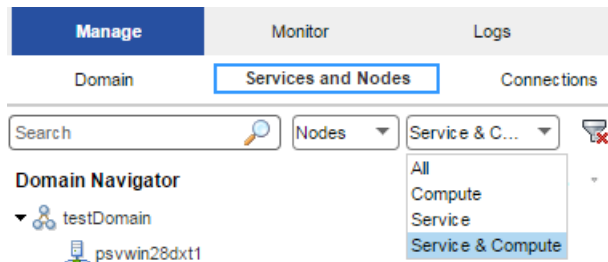 Manage Monitor Logs
Domain Services and Nodes Connections
Search Nodes Service & C...
All
Domain Navigator
Compute
testDomain
Service
Service & Compute
psvwin28dxt1